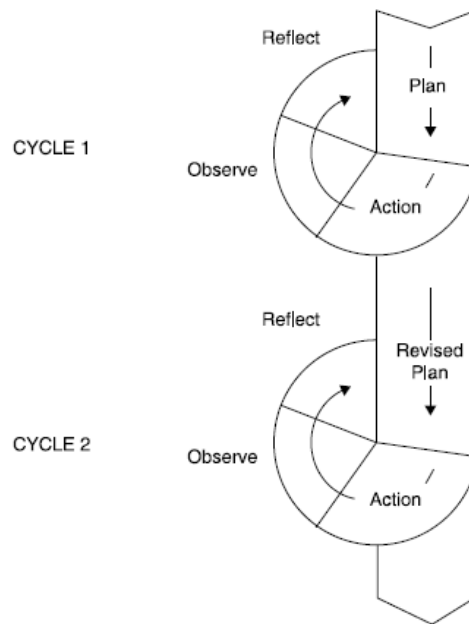 Reflect
Plan
CYCLE 1
Observe
Action
Reflect
Revised
Plan
CYCLE 2
Observe
Action